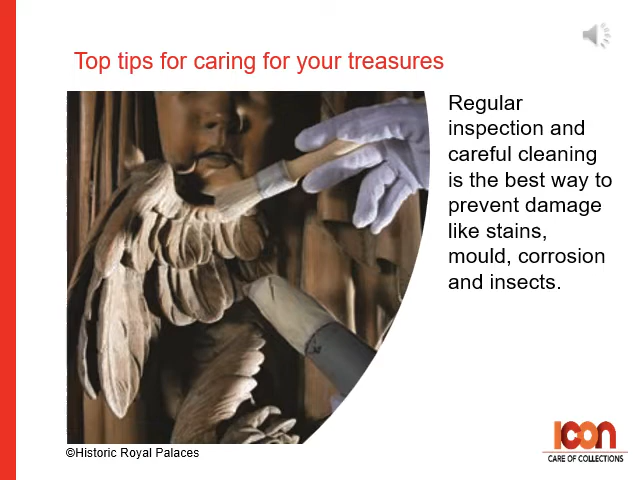 Top tips for caring for your treasures
Regular
inspection and
careful cleaning
is the best way to
prevent damage
like stains,
mould, corrosion
and insects.
©Historic Royal Palaces
Icon
CARE OF COLLECTIONS